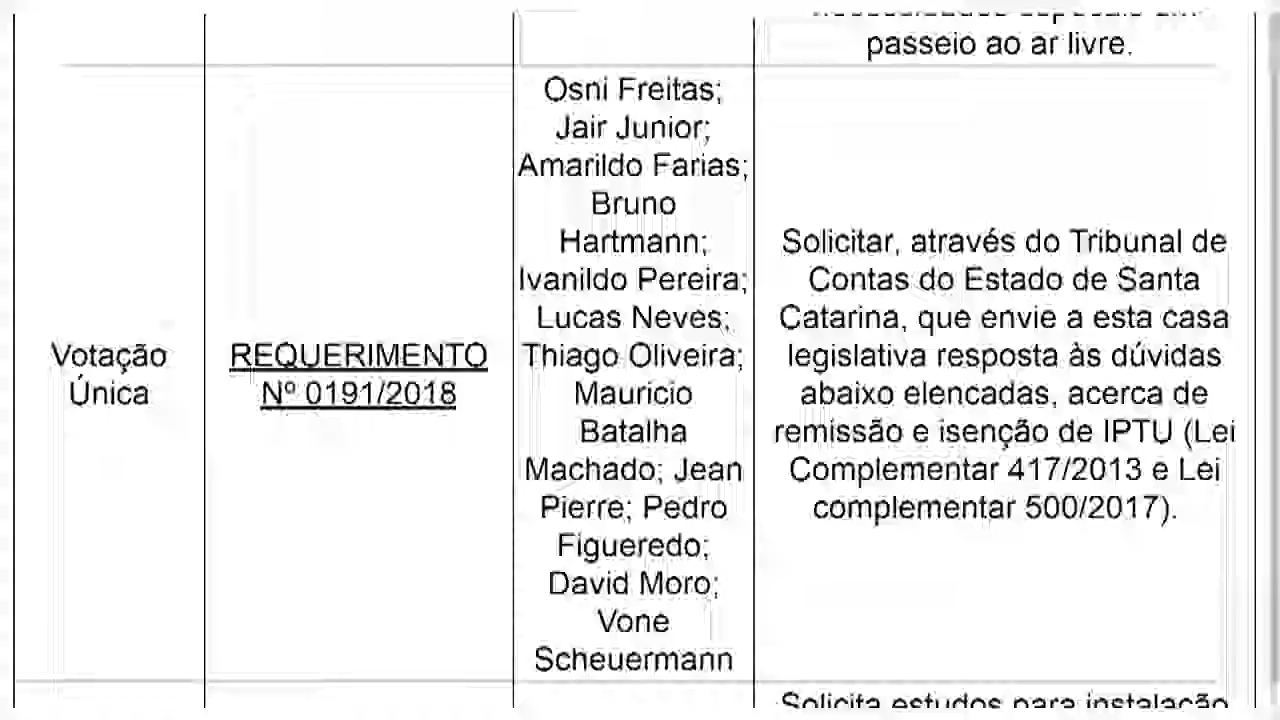 passeio ao ar livre.
Votação
Única
REQUERIMENTO
Nº 0191/2018
Osni Freitas;
Jair Junior;
Amarildo Farias;
Bruno
Hartmann;
Ivanildo Pereira;
Lucas Neves;
Thiago Oliveira;
Mauricio
Batalha
Machado; Jean
Pierre; Pedro
Figueredo;
David Moro;
Vone
Scheuermann
Solicitar, através do Tribunal de
Contas do Estado de Santa
Catarina, que envie a esta casa
legislativa resposta às dúvidas
abaixo elencadas, acerca de
remissão e isenção de IPTU (Lei
Complementar 417/2013 e Lei
complementar 500/2017).
Solicita estudos para instalação